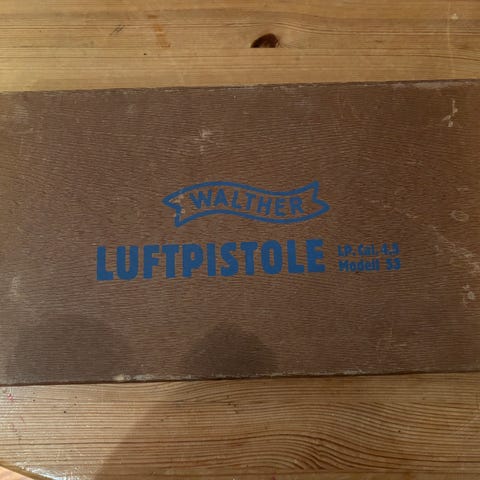 WALTHER
LUFTPISTOLE
LP. Cal. 4,5
Modell 53